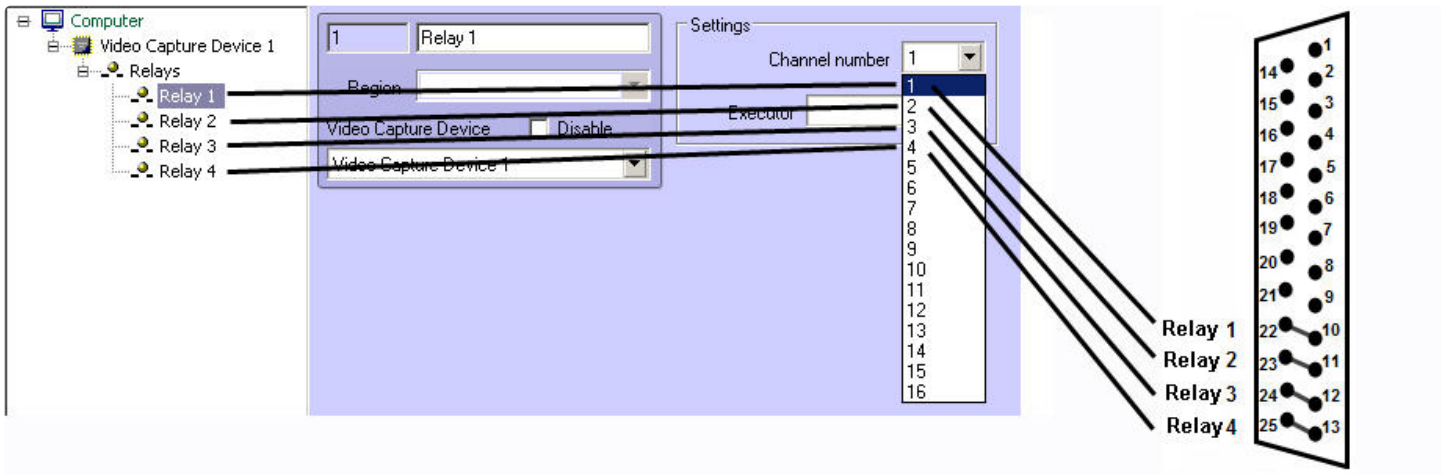 Computer
Video Capture Device 1
Relays
Relay 1
Relay 2
Relay 3
Relay 4
1 Relay 1
Region
Video Capture Device Disable
Video Capture Device 1
Settings
Channel number 1
Executor
1
2
3
4
5
6
7
8
9
10
11
12
13
14
15
16
Relay 1
Relay 2
Relay 3
Relay 4
1
14 2
15 3
16 4
17 5
18 6
19 7
20 8
21 9
22 10
23 11
24 12
25 13